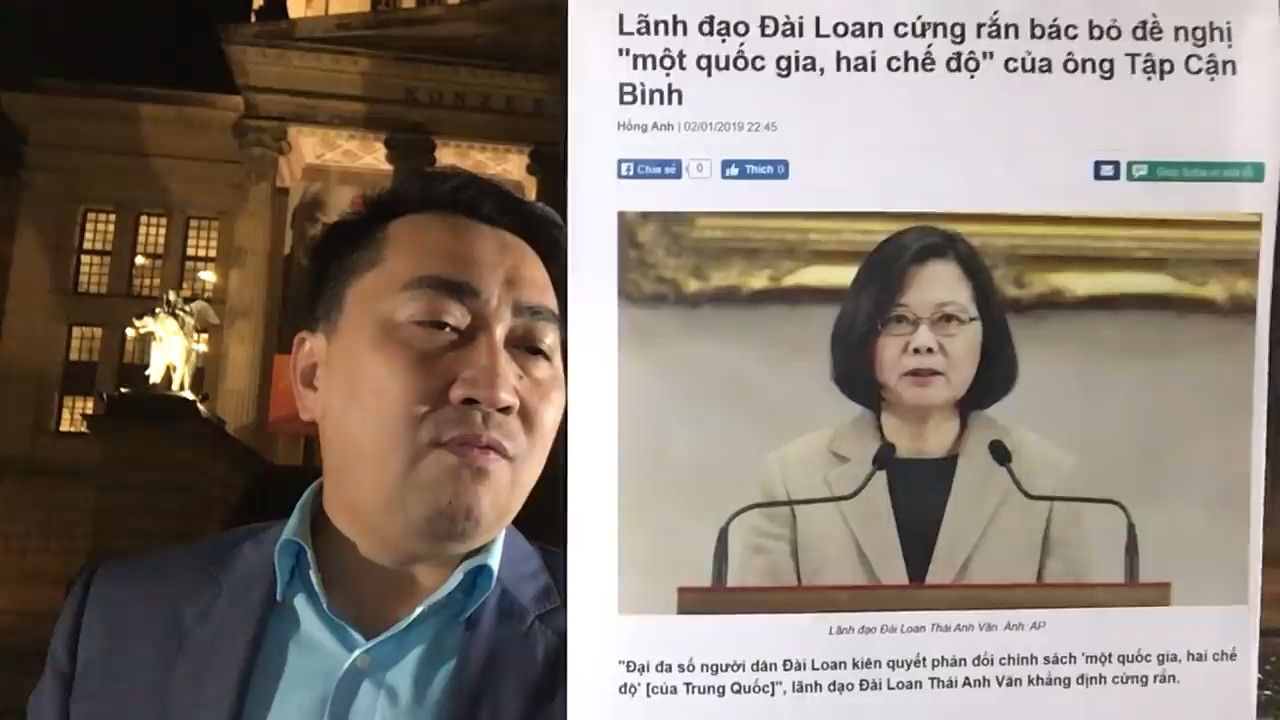 KONZE
Lãnh đạo Đài Loan cứng rắn bác bỏ đề nghị
"một quốc gia, hai chế độ" của ông Tập Cận
Bình
Hồng Anh | 02/01/2019 22:45
Chia sẻ 0 Thích 0
Lãnh đạo Đài Loan Thái Anh Văn. Ảnh: AP
"Đại đa số người dân Đài Loan kiên quyết phản đối chính sách 'một quốc gia, hai chế
độ' [của Trung Quốc]", lãnh đạo Đài Loan Thái Anh Văn khẳng định cứng rắn.